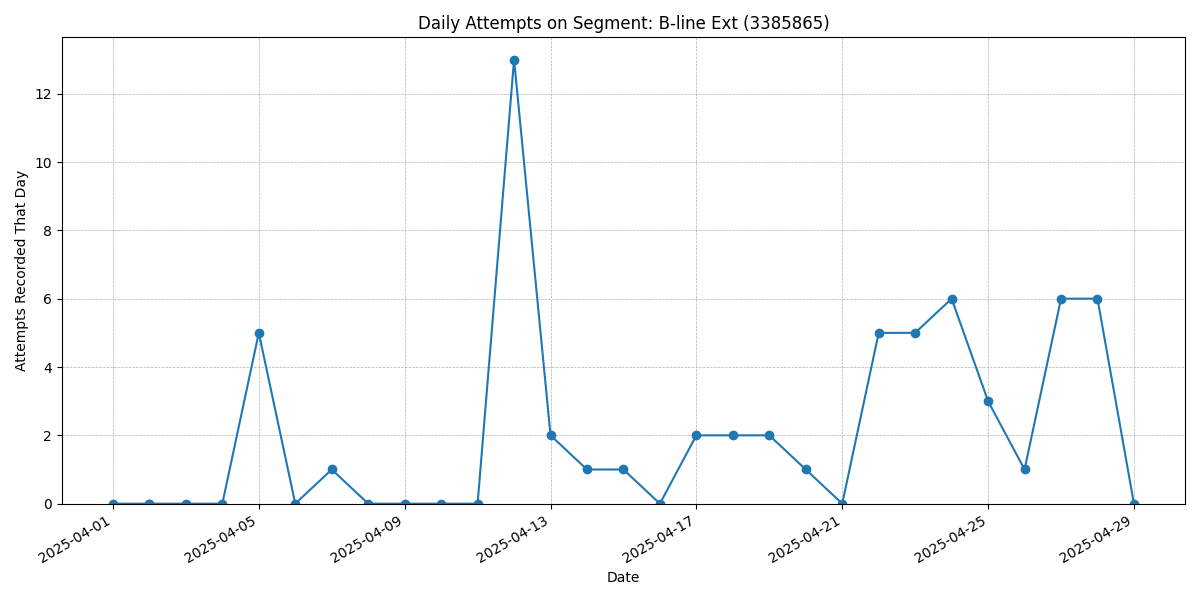 Daily Attempts on Segment: B-line Ext (3385865)
Attempts Recorded That Day
12
10
8
6
4
2
0
2025-04-01 2025-04-05 2025-04-09 2025-04-13 2025-04-17 2025-04-21 2025-04-25 2025-04-29
Date